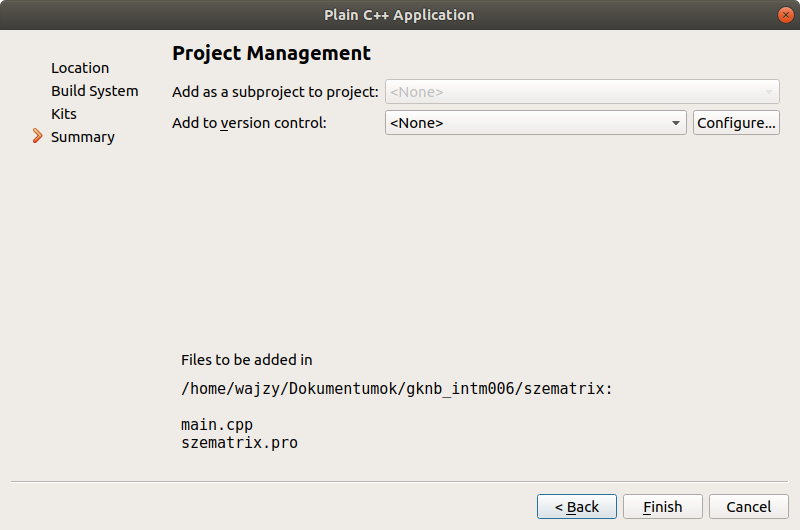 Plain C++ Application
Location
Build System
Kits
Summary
Project Management
Add as a subproject to project: <None>
Add to version control: <None> Configure...
Files to be added in
/home/wajzy/Dokumentumok/gknb_intm006/szematrix:
main.cpp
szematrix.pro
< Back Finish Cancel